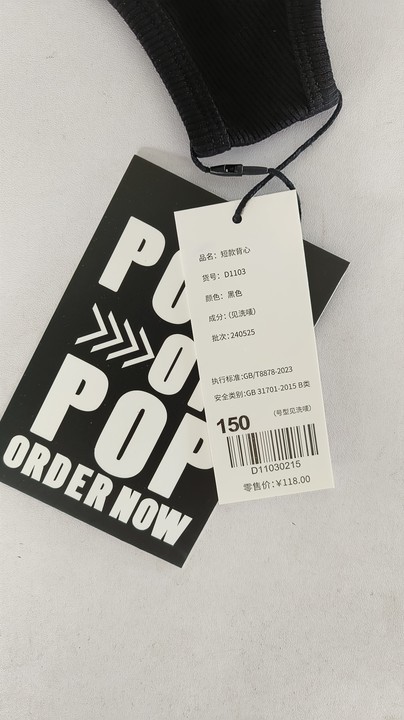 PO
OR
POP
ORDER NOW
品名：短款背心
货号：D1103
颜色：黑色
成分：(见洗唛)
批次：240525
执行标准：GB/T8878-2023
安全类别：GB 31701-2015 B类
150
(号型见洗唛)
D11030215
零售价：￥118.00